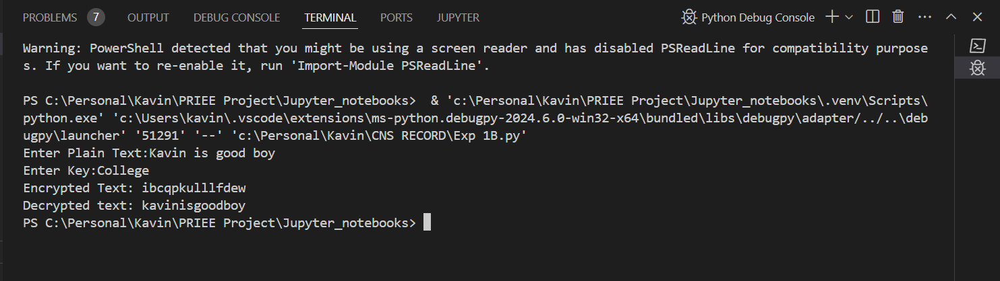 PROBLEMS 7 OUTPUT DEBUG CONSOLE TERMINAL PORTS JUPYTER Python Debug Console
Warning: PowerShell detected that you might be using a screen reader and has disabled PSReadLine for compatibility purpose
s. If you want to re-enable it, run 'Import-Module PSReadLine'.
PS C:\Personal\Kavin\PRIEE Project\Jupyter_notebooks>  & 'c:\Personal\Kavin\PRIEE Project\Jupyter_notebooks\.venv\Scripts\
python.exe' 'c:\Users\kavin\.vscode\extensions\ms-python.debugpy-2024.6.0-win32-x64\bundled\libs\debugpy\adapter/../..\deb
ugpy\launcher' '51291' '--' 'c:\Personal\Kavin\CNS RECORD\Exp 1B.py'
Enter Plain Text:Kavin is good boy
Enter Key:College
Encrypted Text: ibcqpkulllfdew
Decrypted text: kavinisgoodboy
PS C:\Personal\Kavin\PRIEE Project\Jupyter_notebooks>